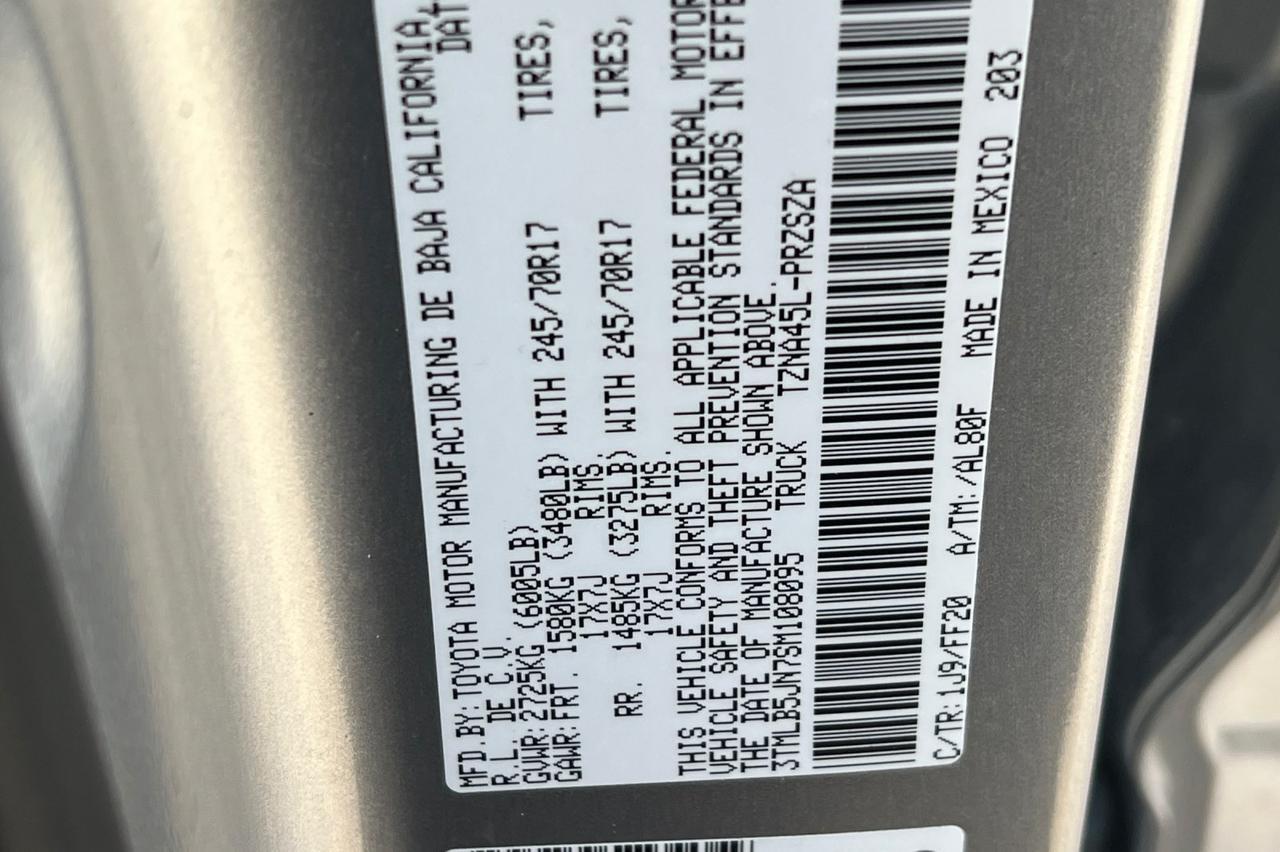 MFD.BY:TOYOTA MOTOR MANUFACTURING DE BAJA CALIFORNIA,
R.L. DE C.V. DAT
GVWR:2725KG (6005LB)
GAWR:FRT. 1580KG (3480LB) WITH 245/70R17 TIRES,
17X7J RIMS.
RR. 1485KG (3275LB) WITH 245/70R17 TIRES,
17X7J RIMS.
THIS VEHICLE CONFORMS TO ALL APPLICABLE FEDERAL MOTOR
VEHICLE SAFETY AND THEFT PREVENTION STANDARDS IN EFFE
THE DATE OF MANUFACTURE SHOWN ABOVE.
3TMLB5JN7SM108095 TRUCK TZNA45L-PRZSZA
C/TR:1J9/FF20 A/TM:/AL80F MADE IN MEXICO 203